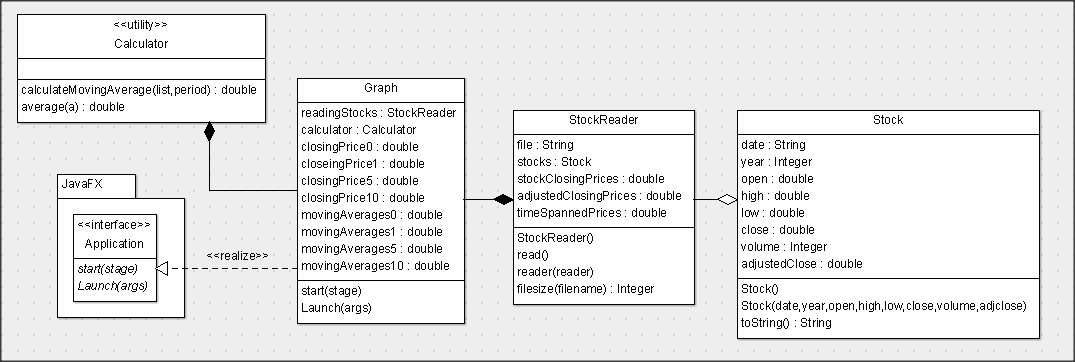 <<utility>>
Calculator
calculateMovingAverage(list,period) : double
average(a) : double
JavaFX
<<interface>>
Application
start(stage)
Launch(args)
<<realize>>
Graph
readingStocks : StockReader
calculator : Calculator
closingPrice0 : double
closeingPrice1 : double
closingPrice5 : double
closingPrice10 : double
movingAverages0 : double
movingAverages1 : double
movingAverages5 : double
movingAverages10 : double
start(stage)
Launch(args)
StockReader
file : String
stocks : Stock
stockClosingPrices : double
adjustedClosingPrices : double
timeSpannedPrices : double
StockReader()
read()
reader(reader)
filesize(filename) : Integer
Stock
date : String
year : Integer
open : double
high : double
low : double
close : double
volume : Integer
adjustedClose : double
Stock()
Stock(date,year,open,high,low,close,volume,adjclose)
toString() : String